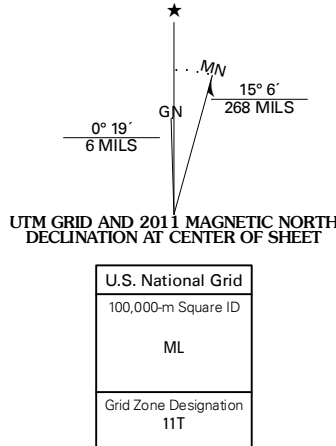 ★
MN
GN
15° 6´
268 MILS
0° 19´
6 MILS
UTM GRID AND 2011 MAGNETIC NORTH
DECLINATION AT CENTER OF SHEET
U.S. National Grid
100,000-m Square ID
ML
Grid Zone Designation
11T